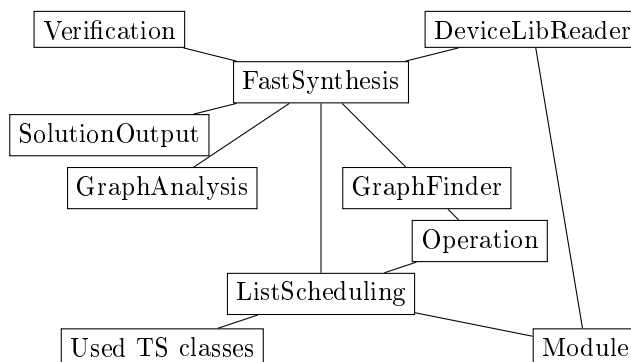 Verification
DeviceLibReader
FastSynthesis
SolutionOutput
GraphAnalysis
GraphFinder
Operation
ListScheduling
Used TS classes
Module